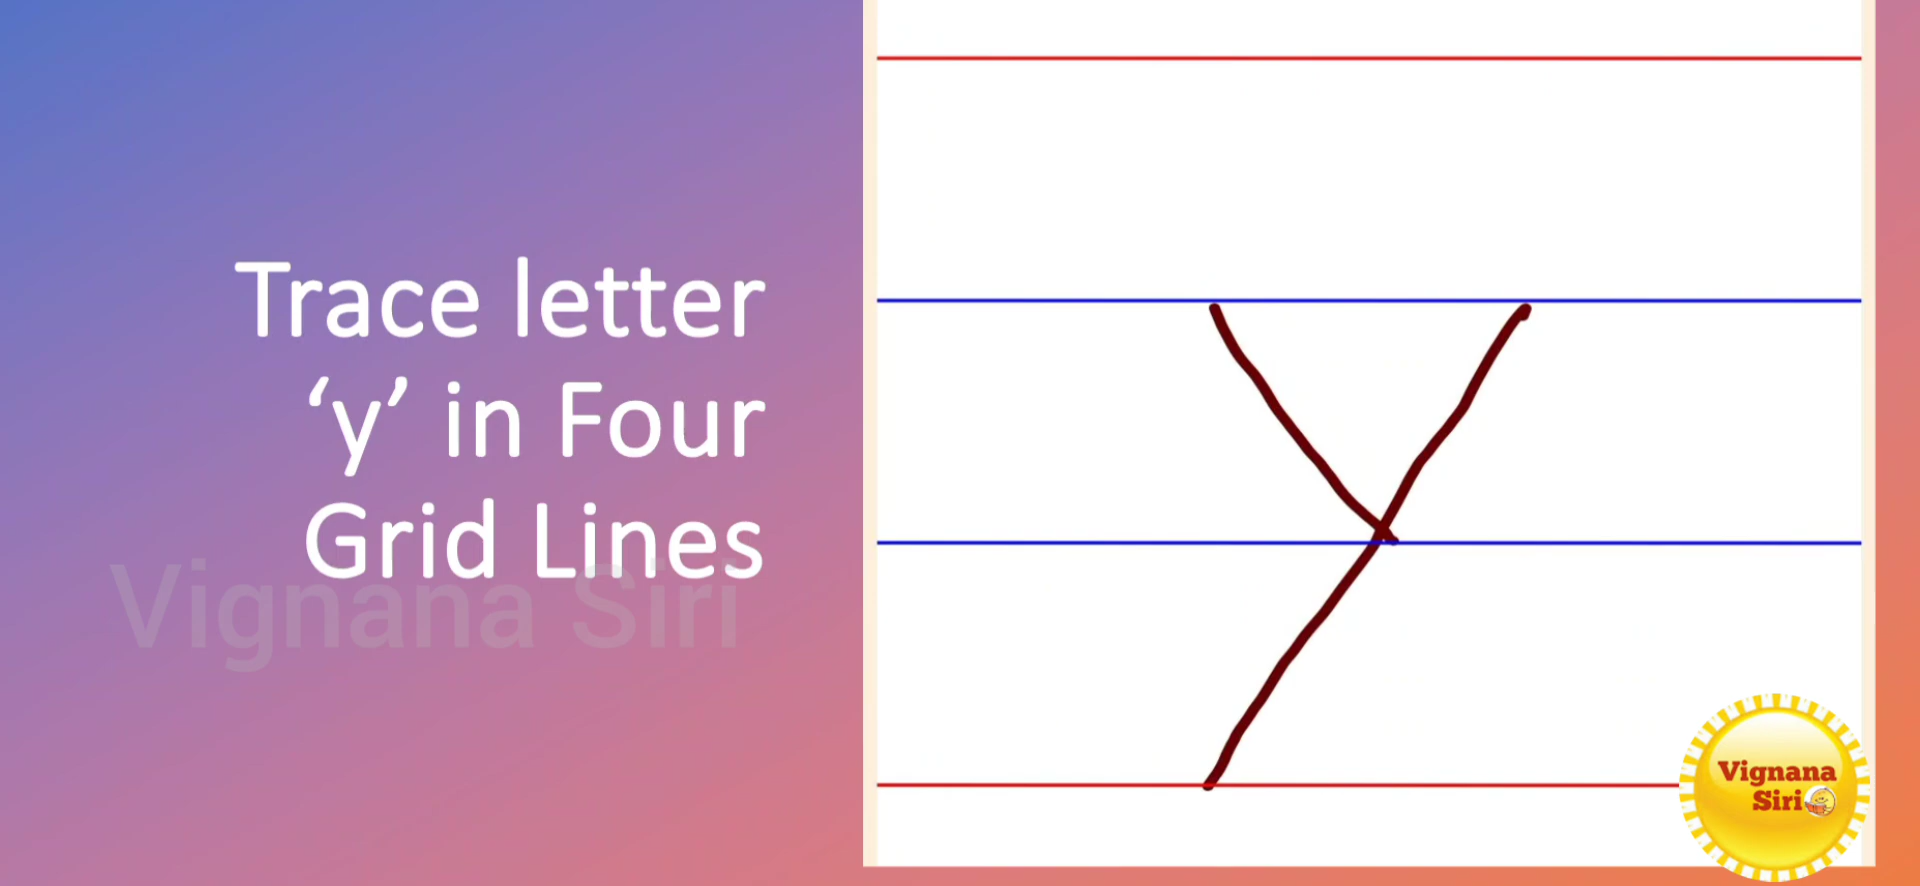 Trace letter
‘y’ in Four
Grid Lines
Vignana Siri
y
Vignana
Siri